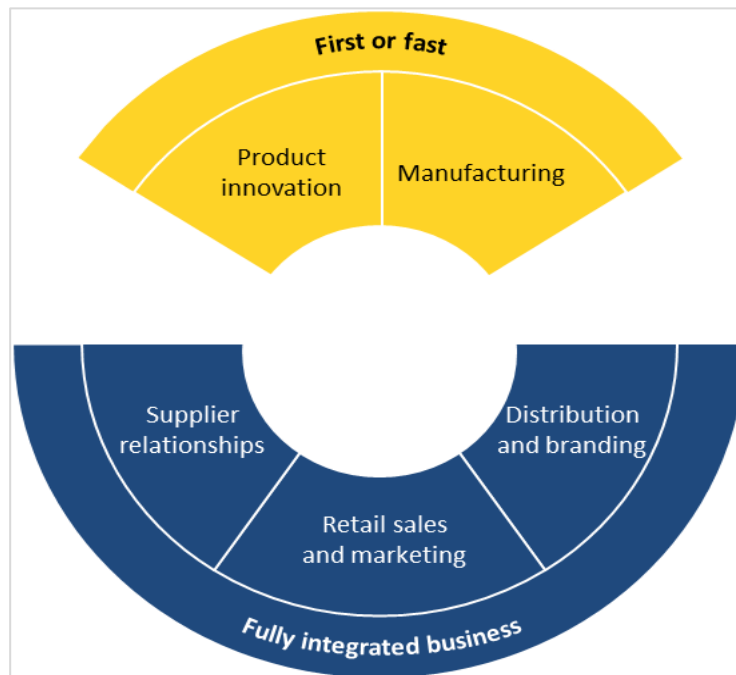 First or fast
Product
innovation
Manufacturing
Supplier
relationships
Distribution
and branding
Retail sales
and marketing
Fully integrated business